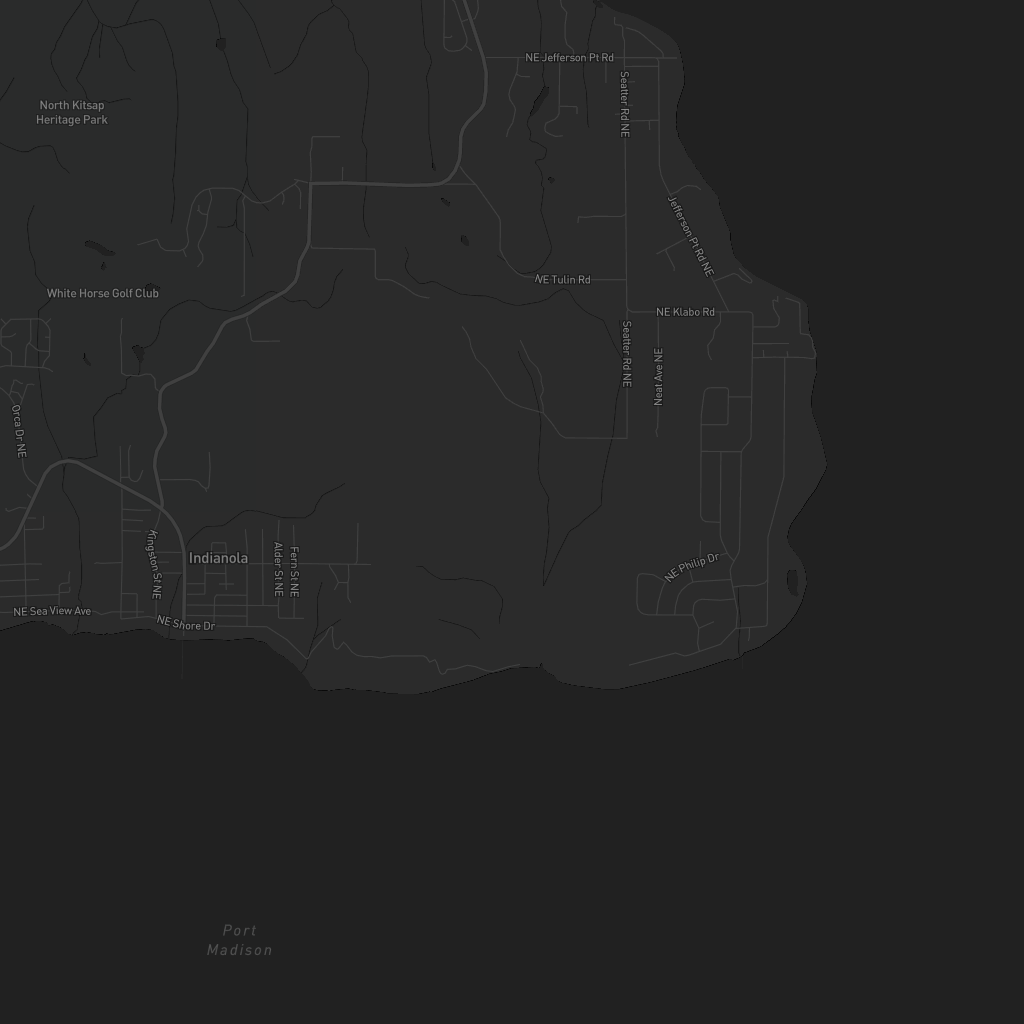 NE Jefferson Pt Rd
Seatter Rd NE
North Kitsap
Heritage Park
Jefferson Pt Rd NE
NE Tulin Rd
White Horse Golf Club
NE Klabo Rd
Seatter Rd NE
Neat Ave NE
Orca Dr NE
Kingston St NE
Indianola
Alder St NE
Fern St NE
NE Philip Dr
NE Sea View Ave
NE Shore Dr
Port
Madison